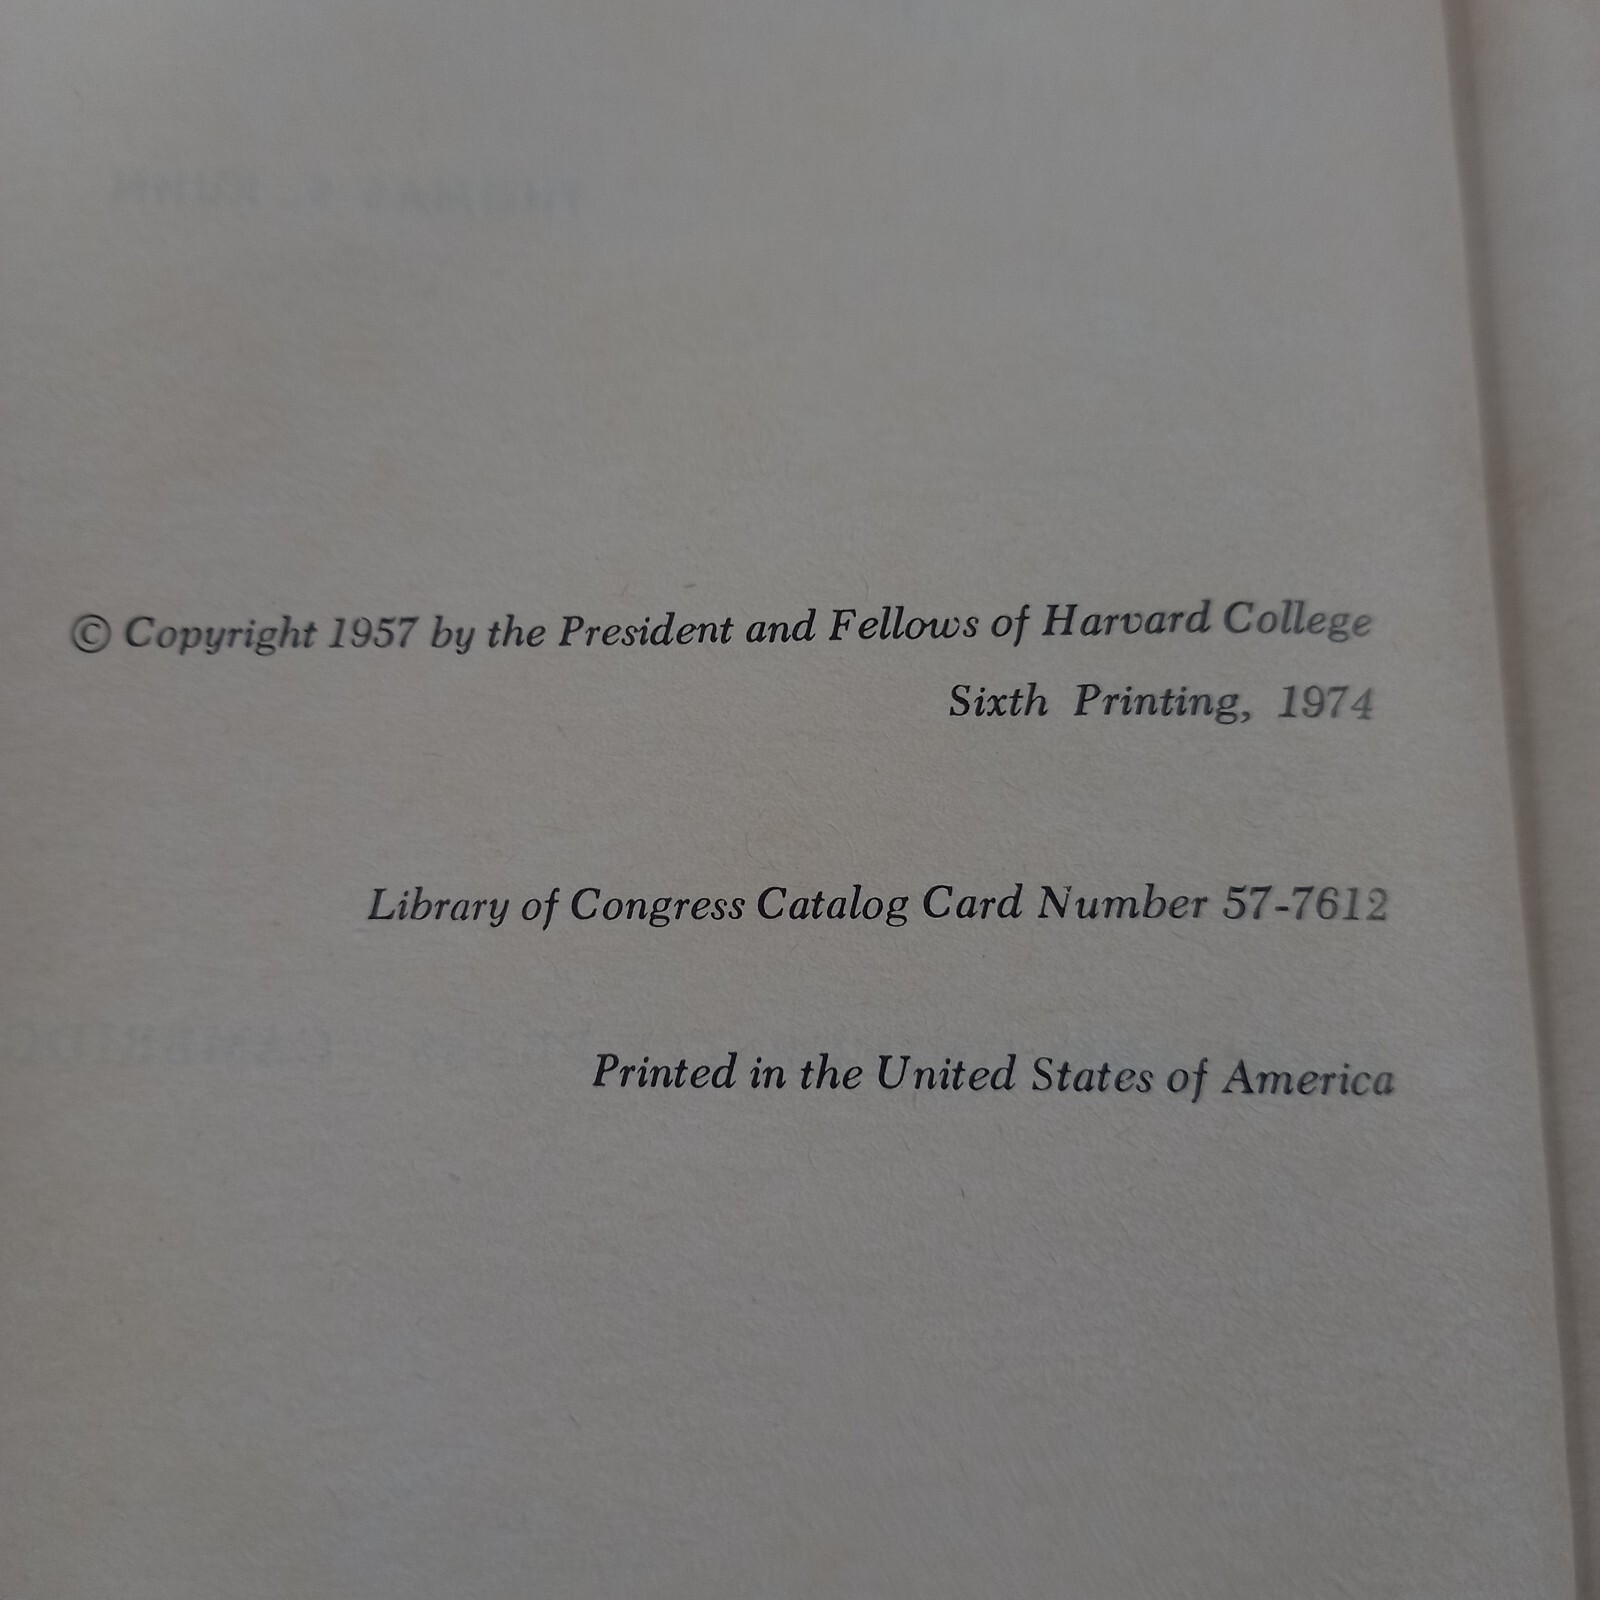 © Copyright 1957 by the President and Fellows of Harvard College
Sixth Printing, 1974
Library of Congress Catalog Card Number 57-7612
Printed in the United States of America